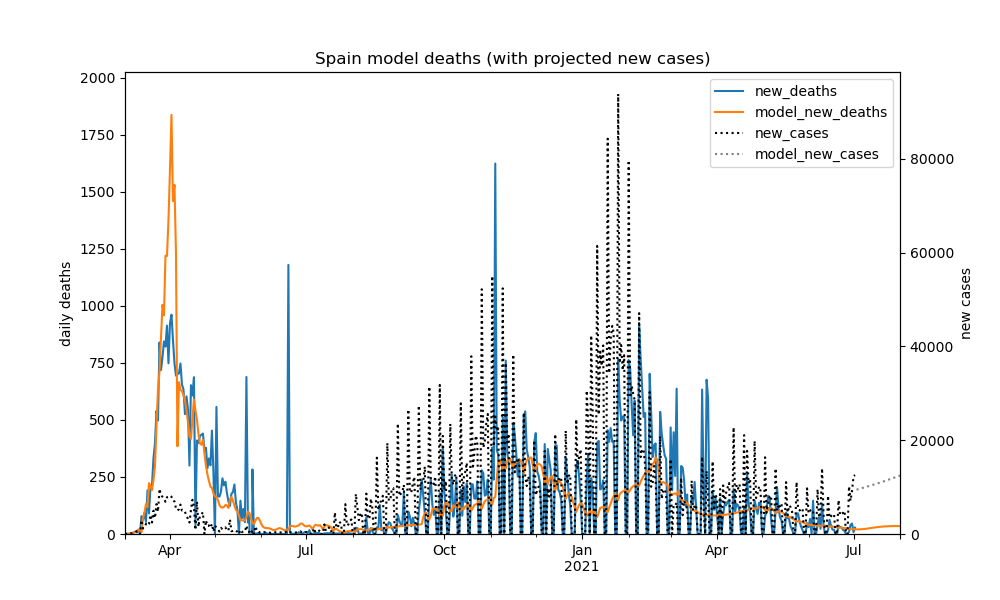 Spain model deaths (with projected new cases)
new_deaths
model_new_deaths
new_cases
model_new_cases
daily deaths
2000
1750
1500
1250
1000
750
500
250
0
new cases
80000
60000
40000
20000
0
Apr
Jul
Oct
Jan
2021
Apr
Jul